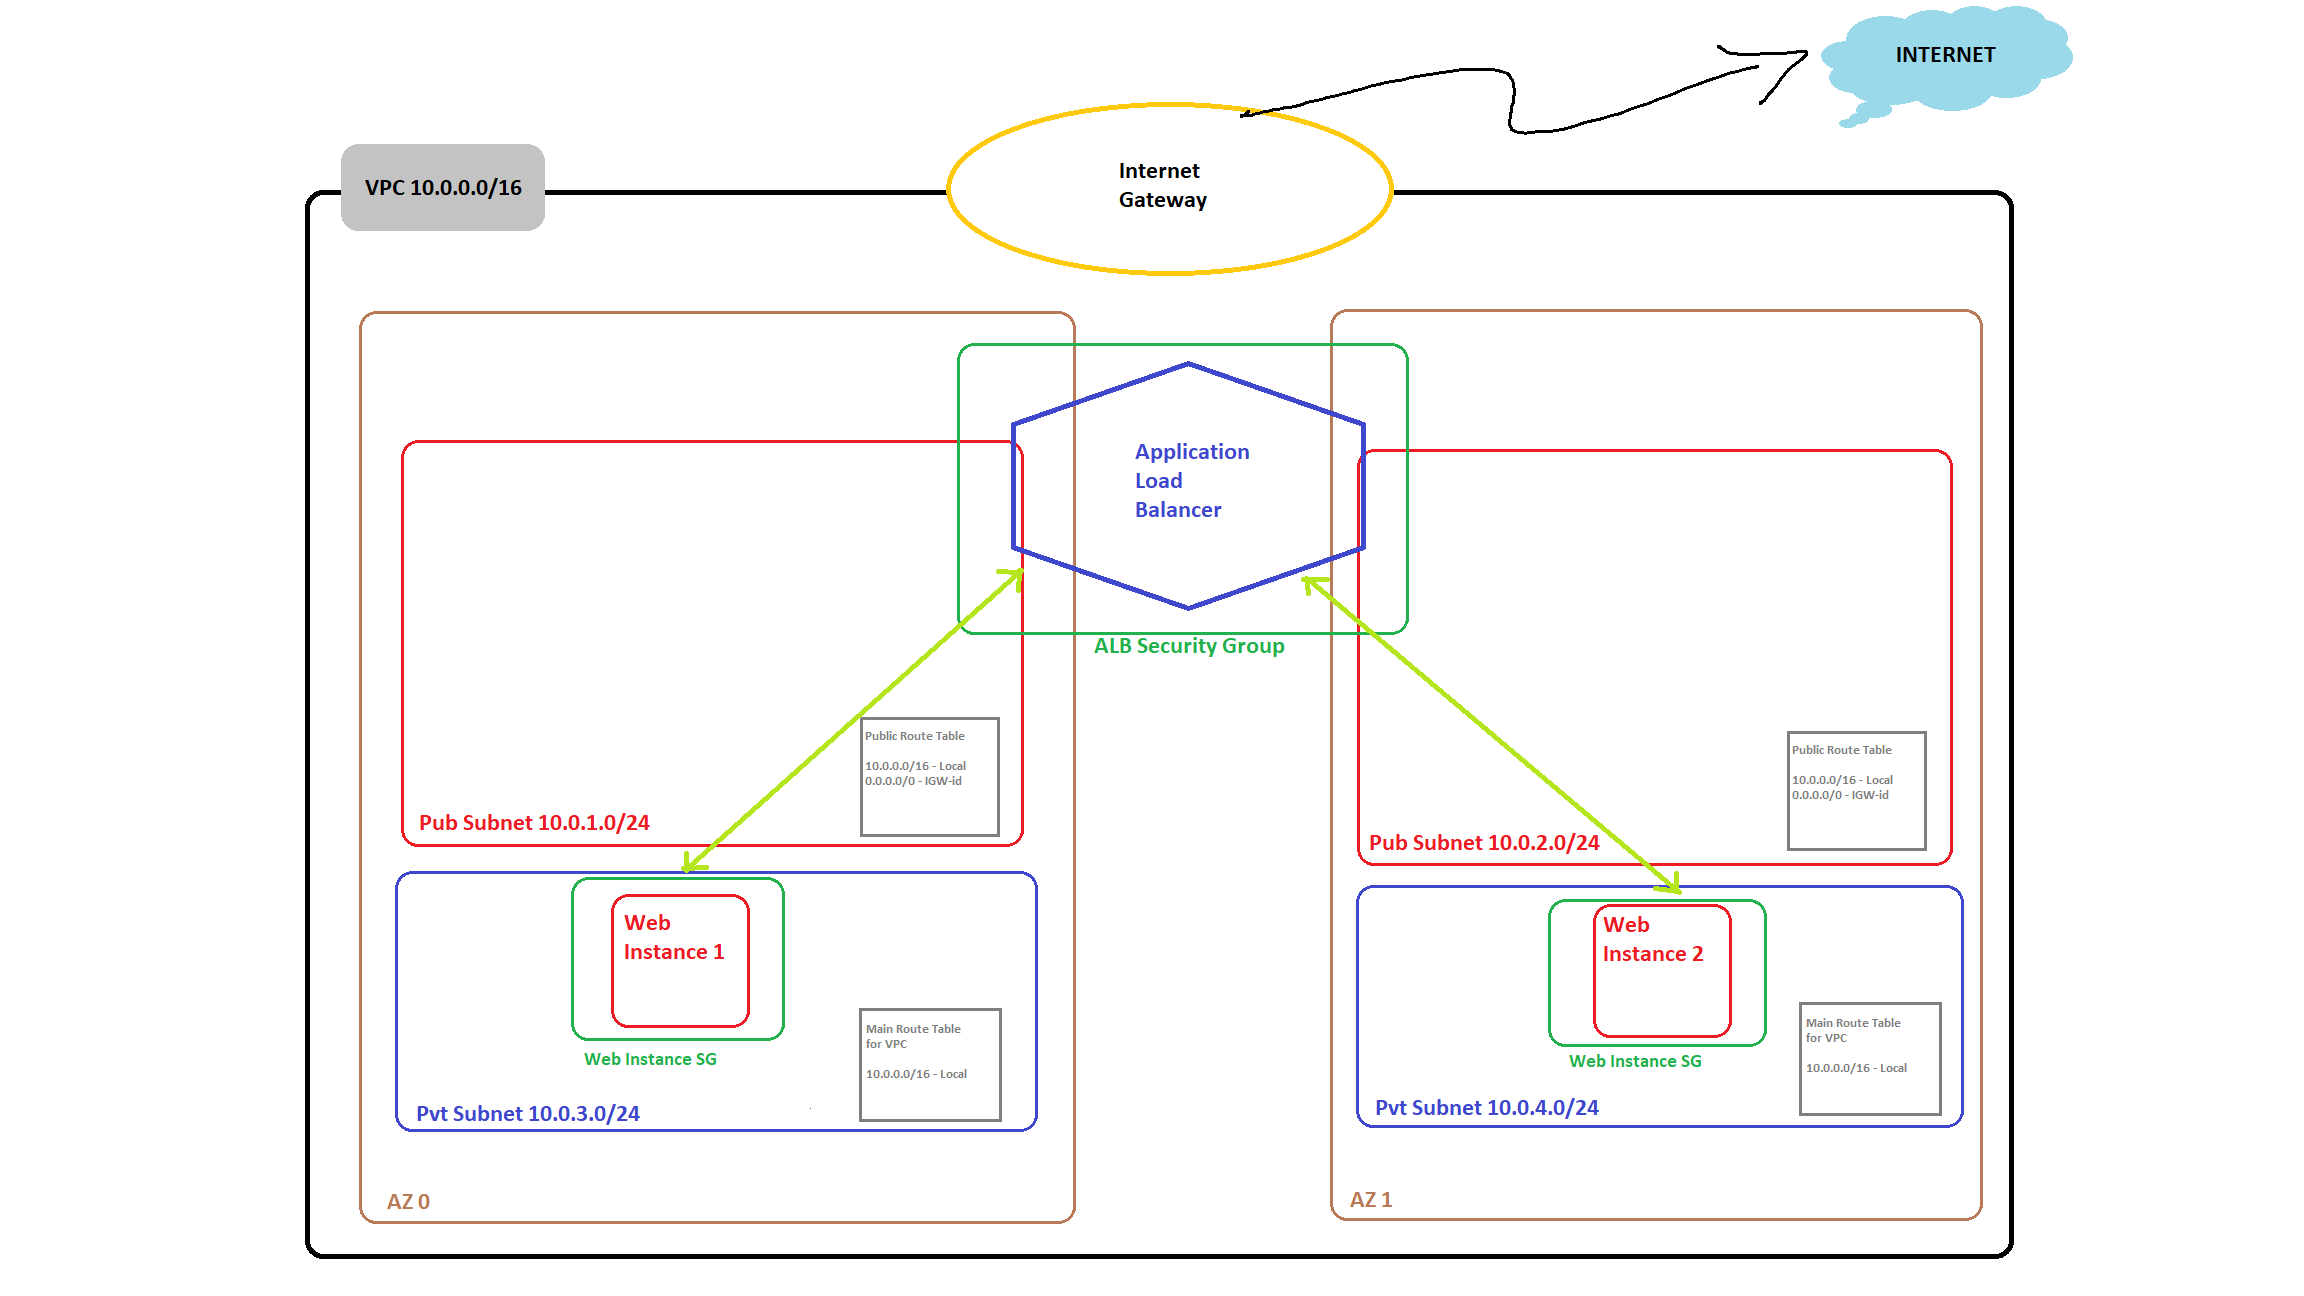 INTERNET
Internet
Gateway
VPC 10.0.0.0/16
Application
Load
Balancer
ALB Security Group
Public Route Table
10.0.0.0/16 - Local
0.0.0.0/0 - IGW-id
Pub Subnet 10.0.1.0/24
Public Route Table
10.0.0.0/16 - Local
0.0.0.0/0 - IGW-id
Pub Subnet 10.0.2.0/24
Web
Instance 1
Web Instance SG
Main Route Table
for VPC
10.0.0.0/16 - Local
Pvt Subnet 10.0.3.0/24
Web
Instance 2
Web Instance SG
Main Route Table
for VPC
10.0.0.0/16 - Local
Pvt Subnet 10.0.4.0/24
AZ 0
AZ 1